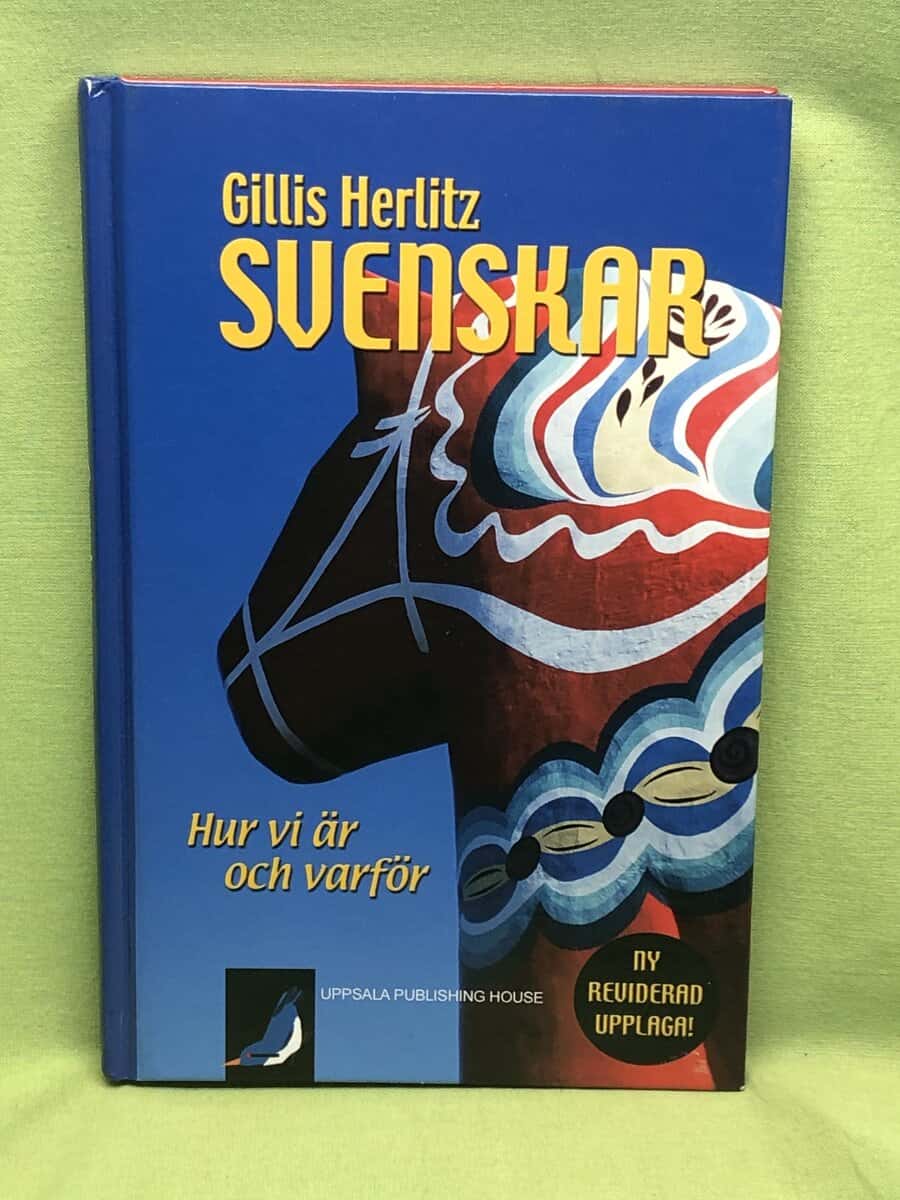 Gillis Herlitz
SVENSKAR
Hur vi är
och varför
UPPSALA PUBLISHING HOUSE
NY
REVIDERAD
UPPLAGA!